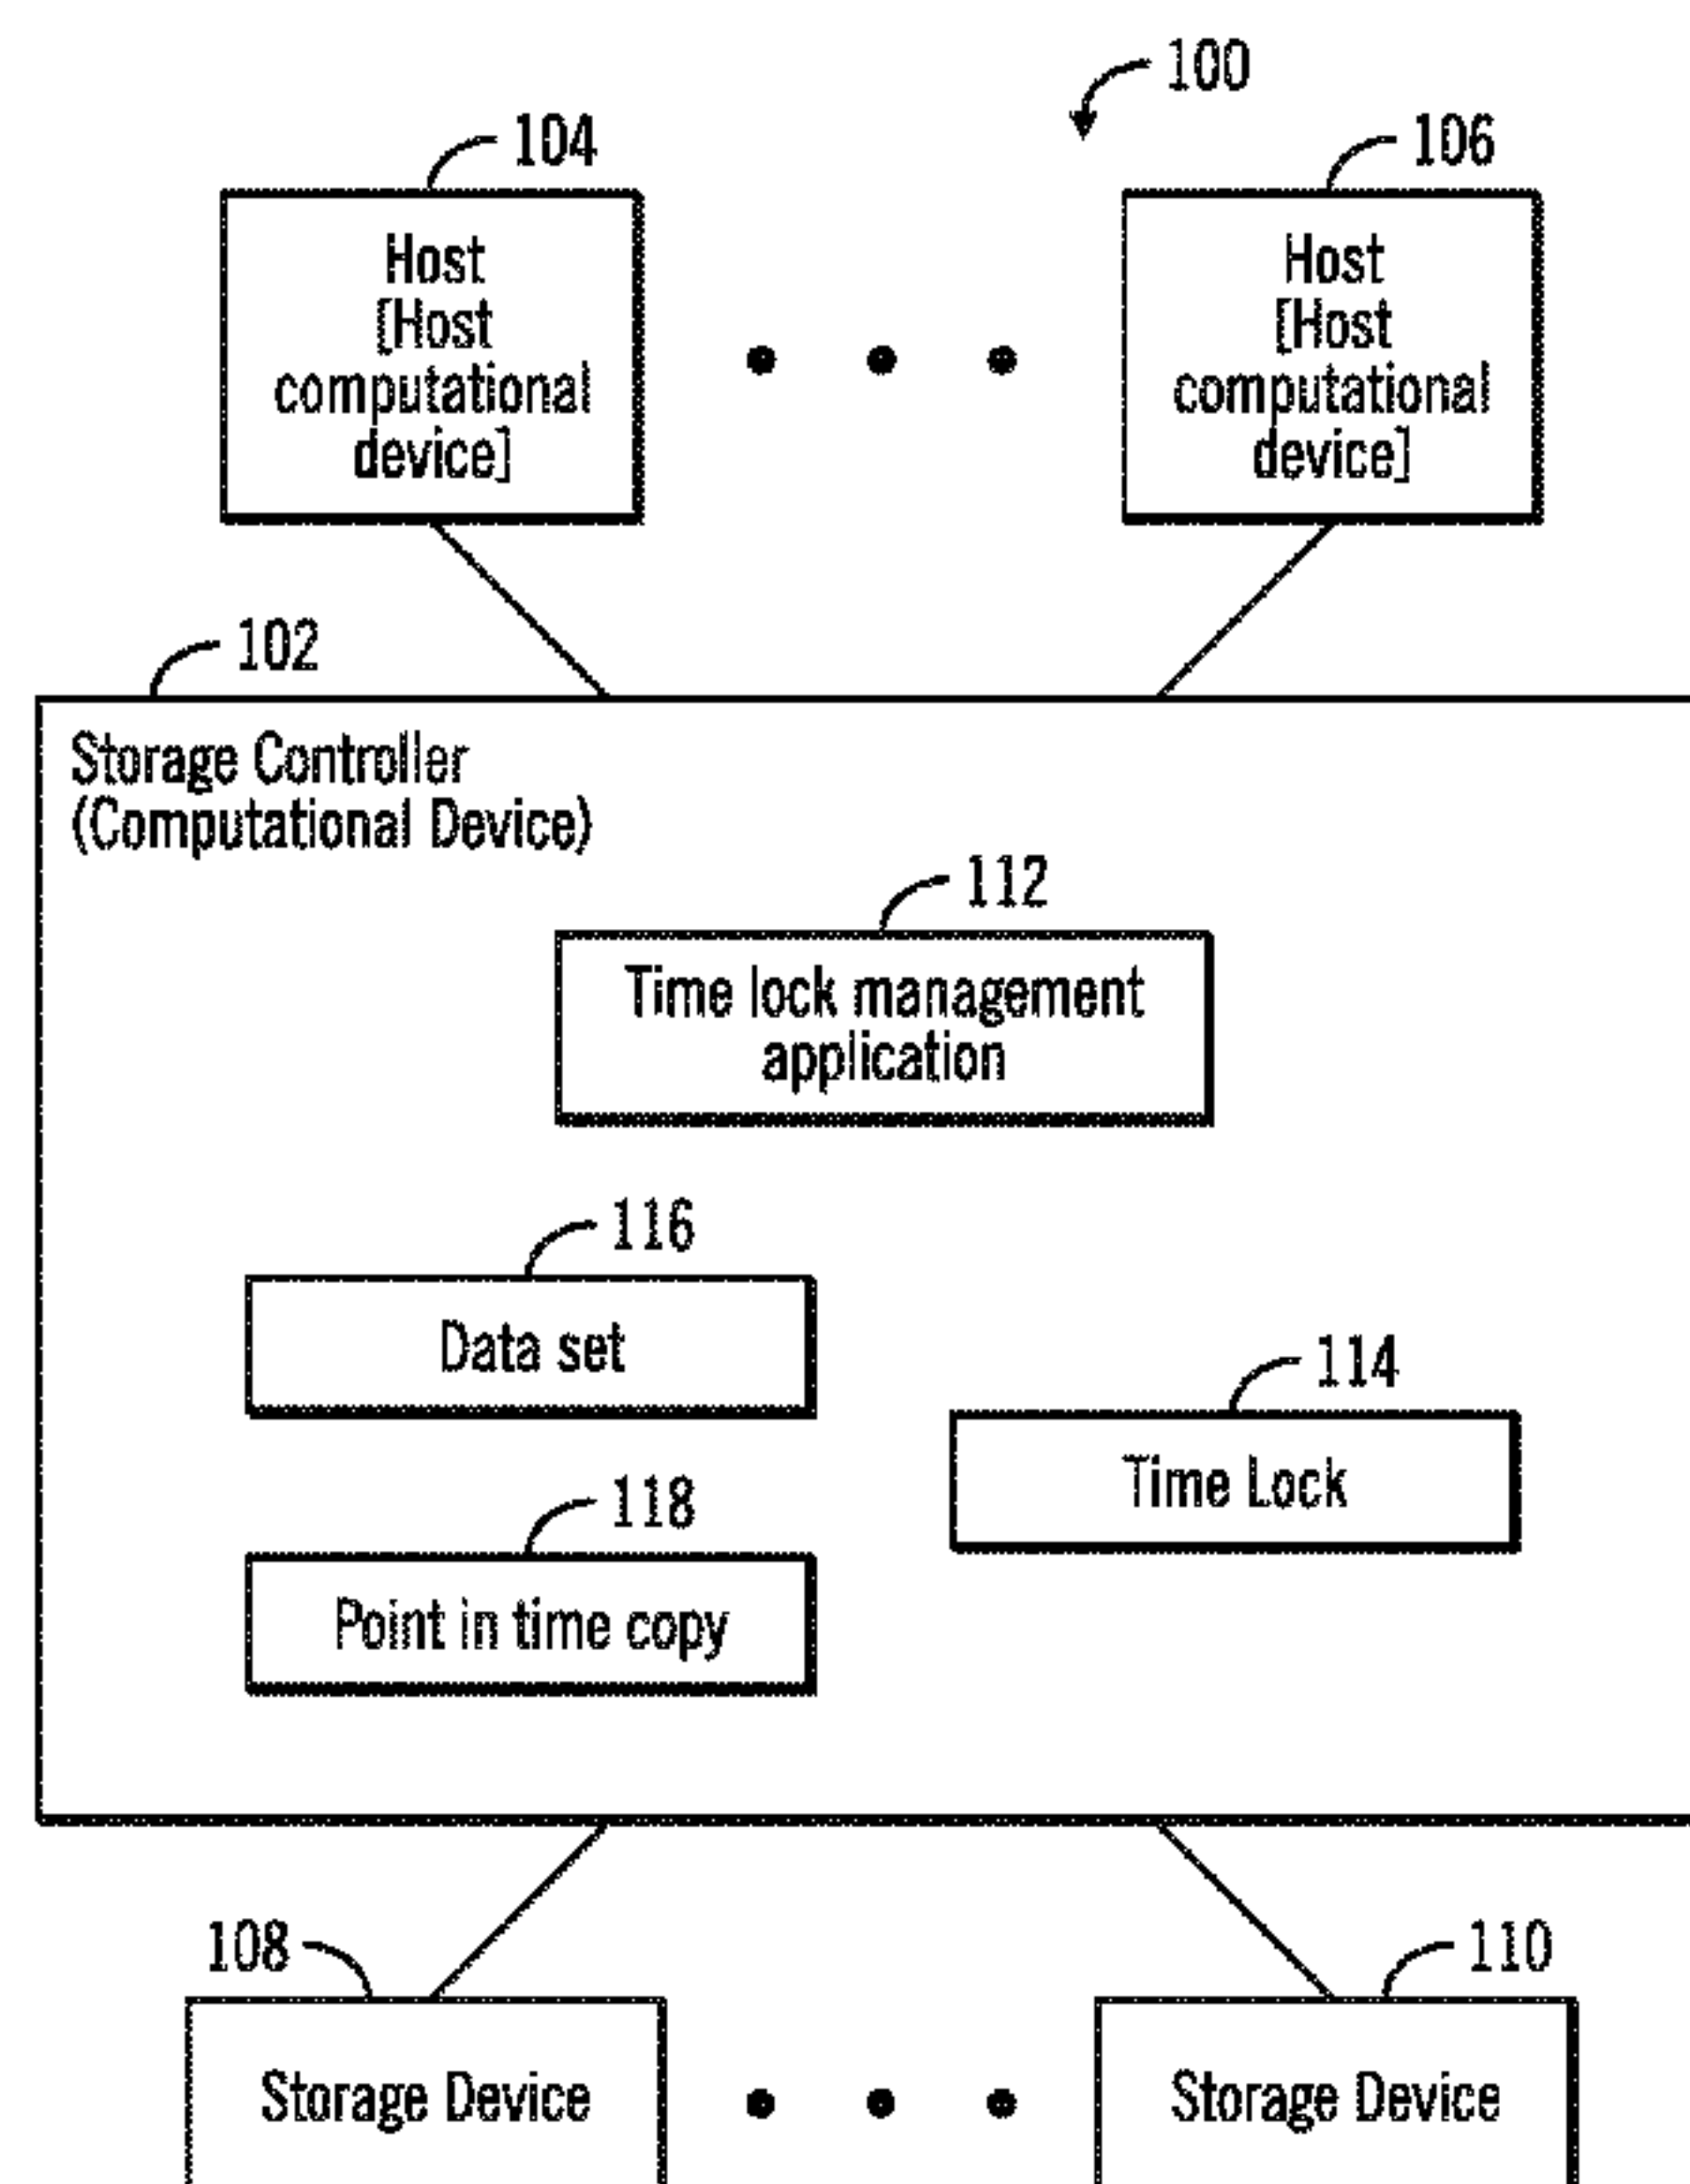 100
104
106
Host
[Host
computational
device]
Host
[Host
computational
device]
102
Storage Controller
(Computational Device)
112
Time lock management
application
116
Data set
114
Time Lock
118
Point in time copy
108
110
Storage Device
Storage Device